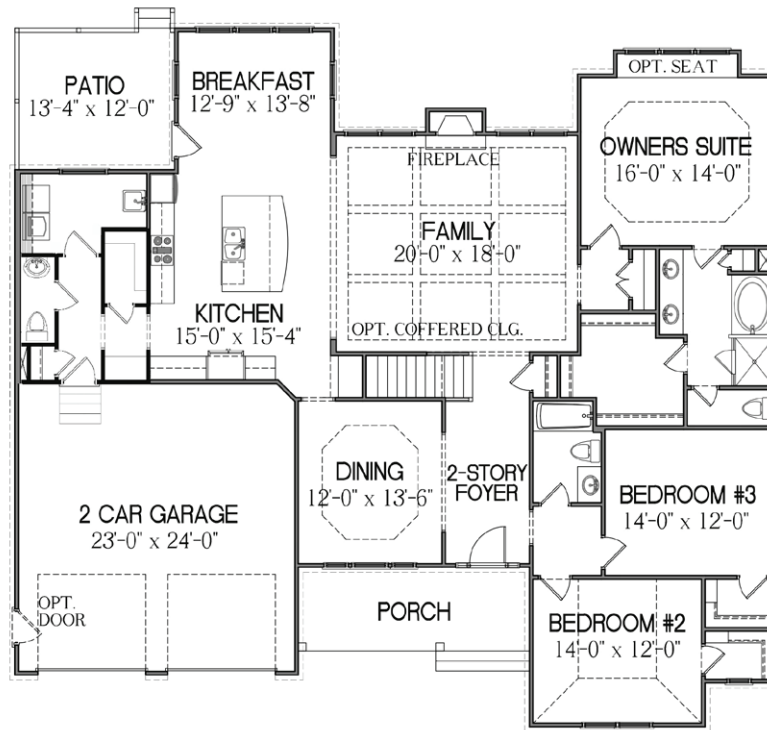 PATIO
13'-4" x 12'-0"
BREAKFAST
12'-9" x 13'-8"
OPT. SEAT
OWNERS SUITE
16'-0" x 14'-0"
FIREPLACE
FAMILY
20'-0" x 18'-0"
OPT. COFFERED CLG.
KITCHEN
15'-0" x 15'-4"
DINING
12'-0" x 13'-6"
2-STORY
FOYER
BEDROOM #3
14'-0" x 12'-0"
2 CAR GARAGE
23'-0" x 24'-0"
OPT.
DOOR
PORCH
BEDROOM #2
14-0" x 12'-0"